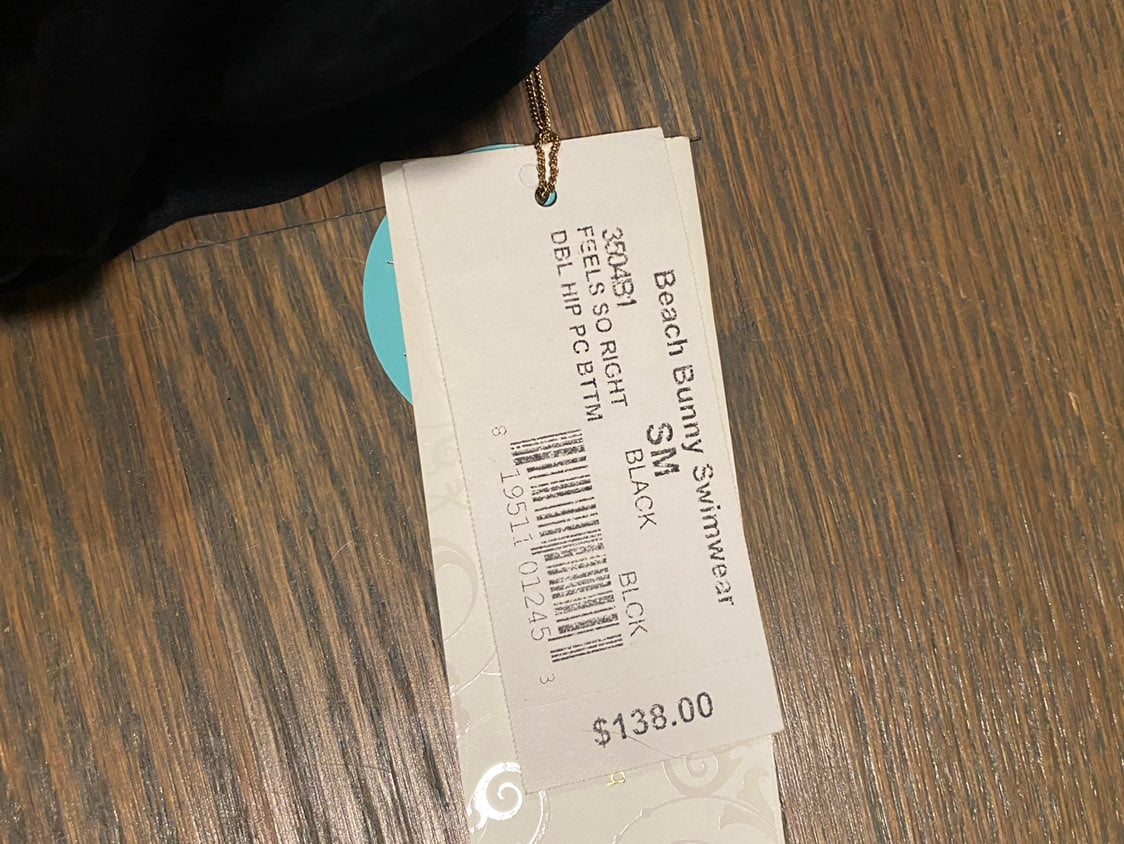 Beach Bunny Swimwear
SM
3504B1 BLACK BLCK
FEELS SO RIGHT
DBL HIP PC BTTM
8 19511 01245 3
$138.00